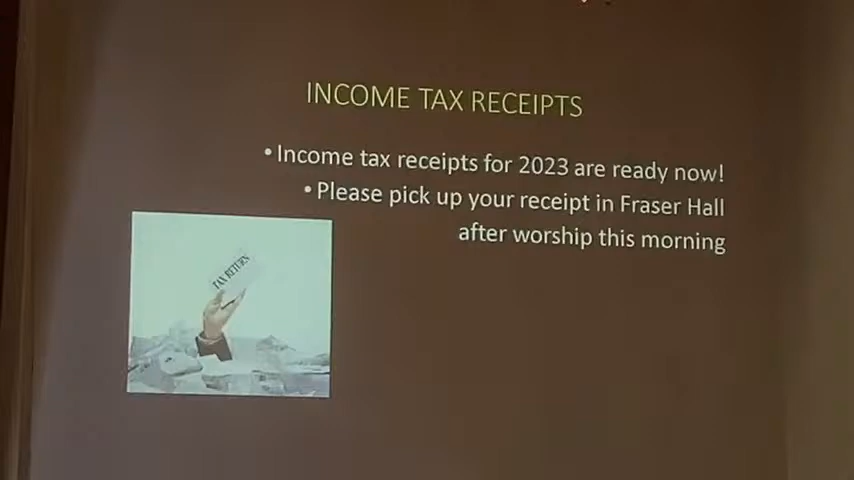 INCOME TAX RECEIPTS
• Income tax receipts for 2023 are ready now!
• Please pick up your receipt in Fraser Hall
after worship this morning
TAX RETURN